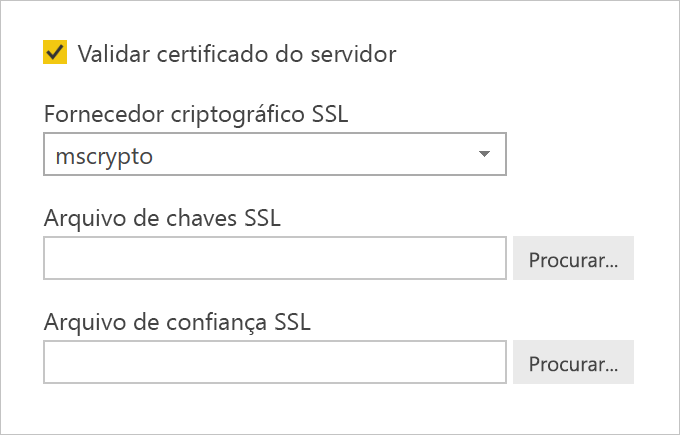 Validar certificado do servidor
Fornecedor criptográfico SSL
mscrypto
Arquivo de chaves SSL
Procurar...
Arquivo de confiança SSL
Procurar...